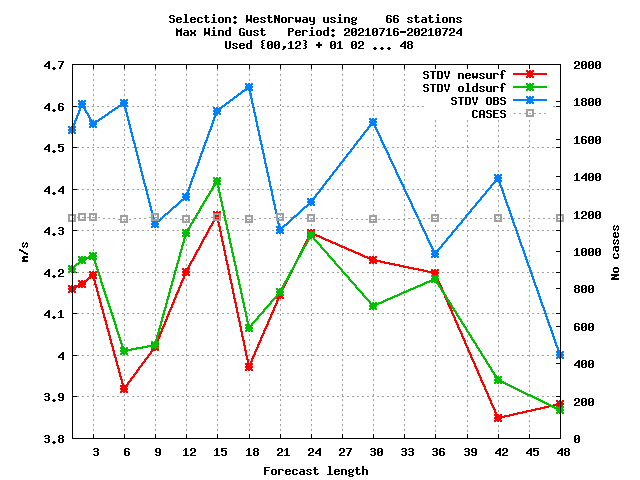 Selection: WestNorway using    66 stations
Max Wind Gust   Period: 20210716-20210724
Used {00,12} + 01 02 ... 48
4.7
4.6
4.5
4.4
4.3
4.2
4.1
4
3.9
3.8
m/s
STDV newsurf
STDV oldsurf
STDV OBS
CASES
2000
1800
1600
1400
1200
1000
800
600
400
200
0
No cases
3 6 9 12 15 18 21 24 27 30 33 36 39 42 45 48
Forecast length